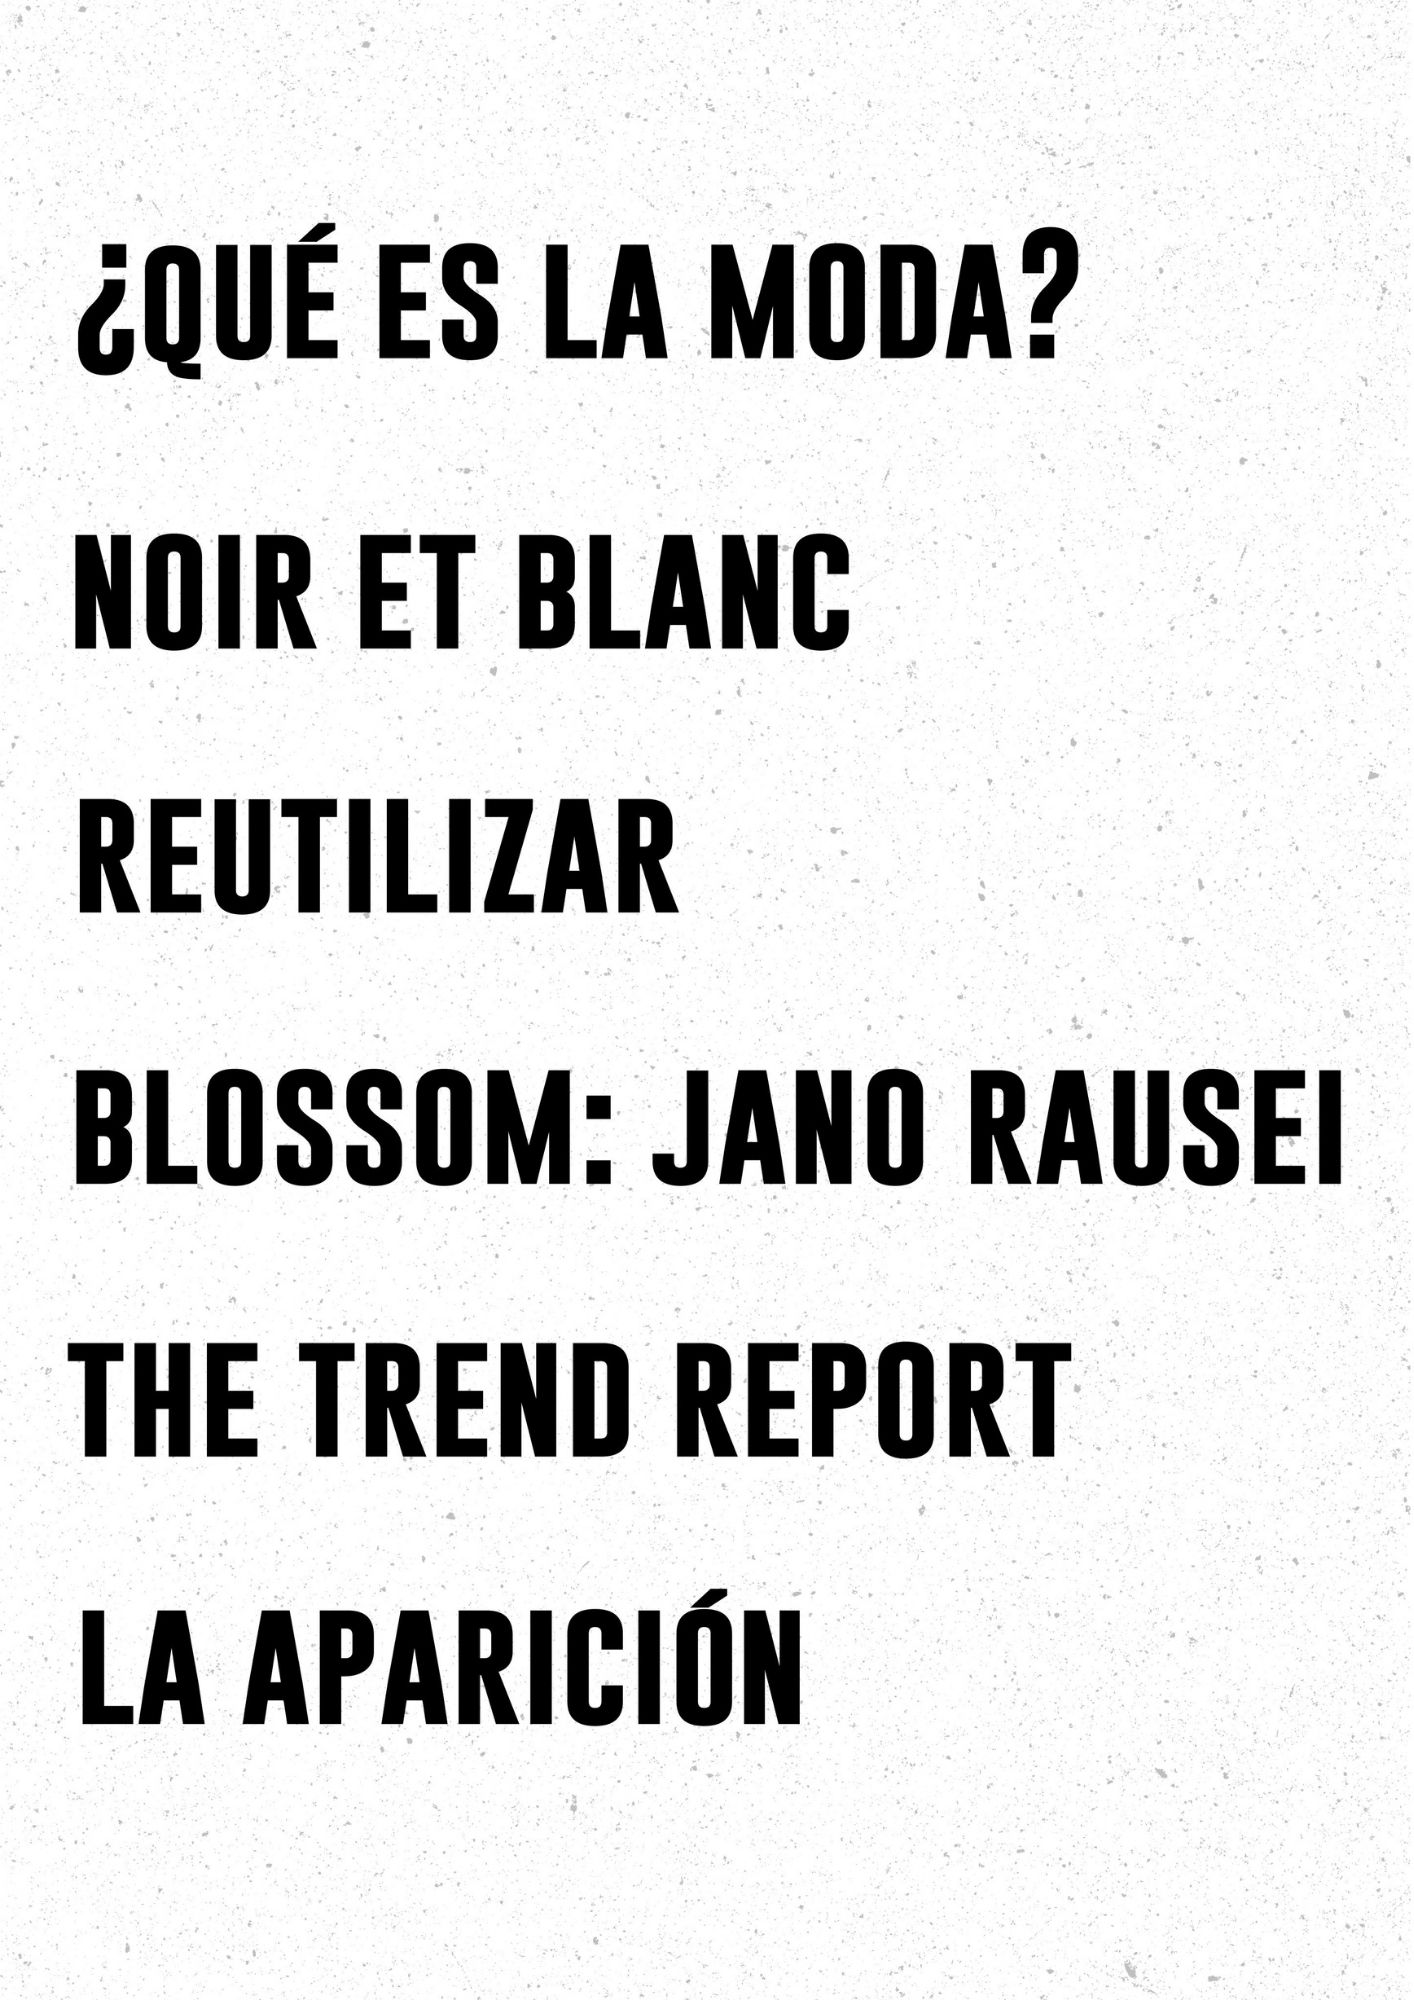 ¿QUÉ ES LA MODA?
NOIR ET BLANC
REUTILIZAR
BLOSSOM: JANO RAUSEI
THE TREND REPORT
LA APARICIÓN